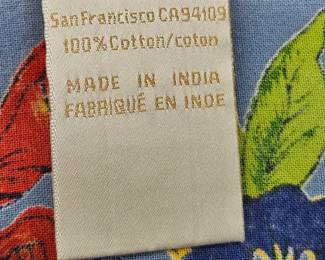 San Francisco CA94109
100% Cotton/coton
MADE IN INDIA
FABRIQUÉ EN INDE